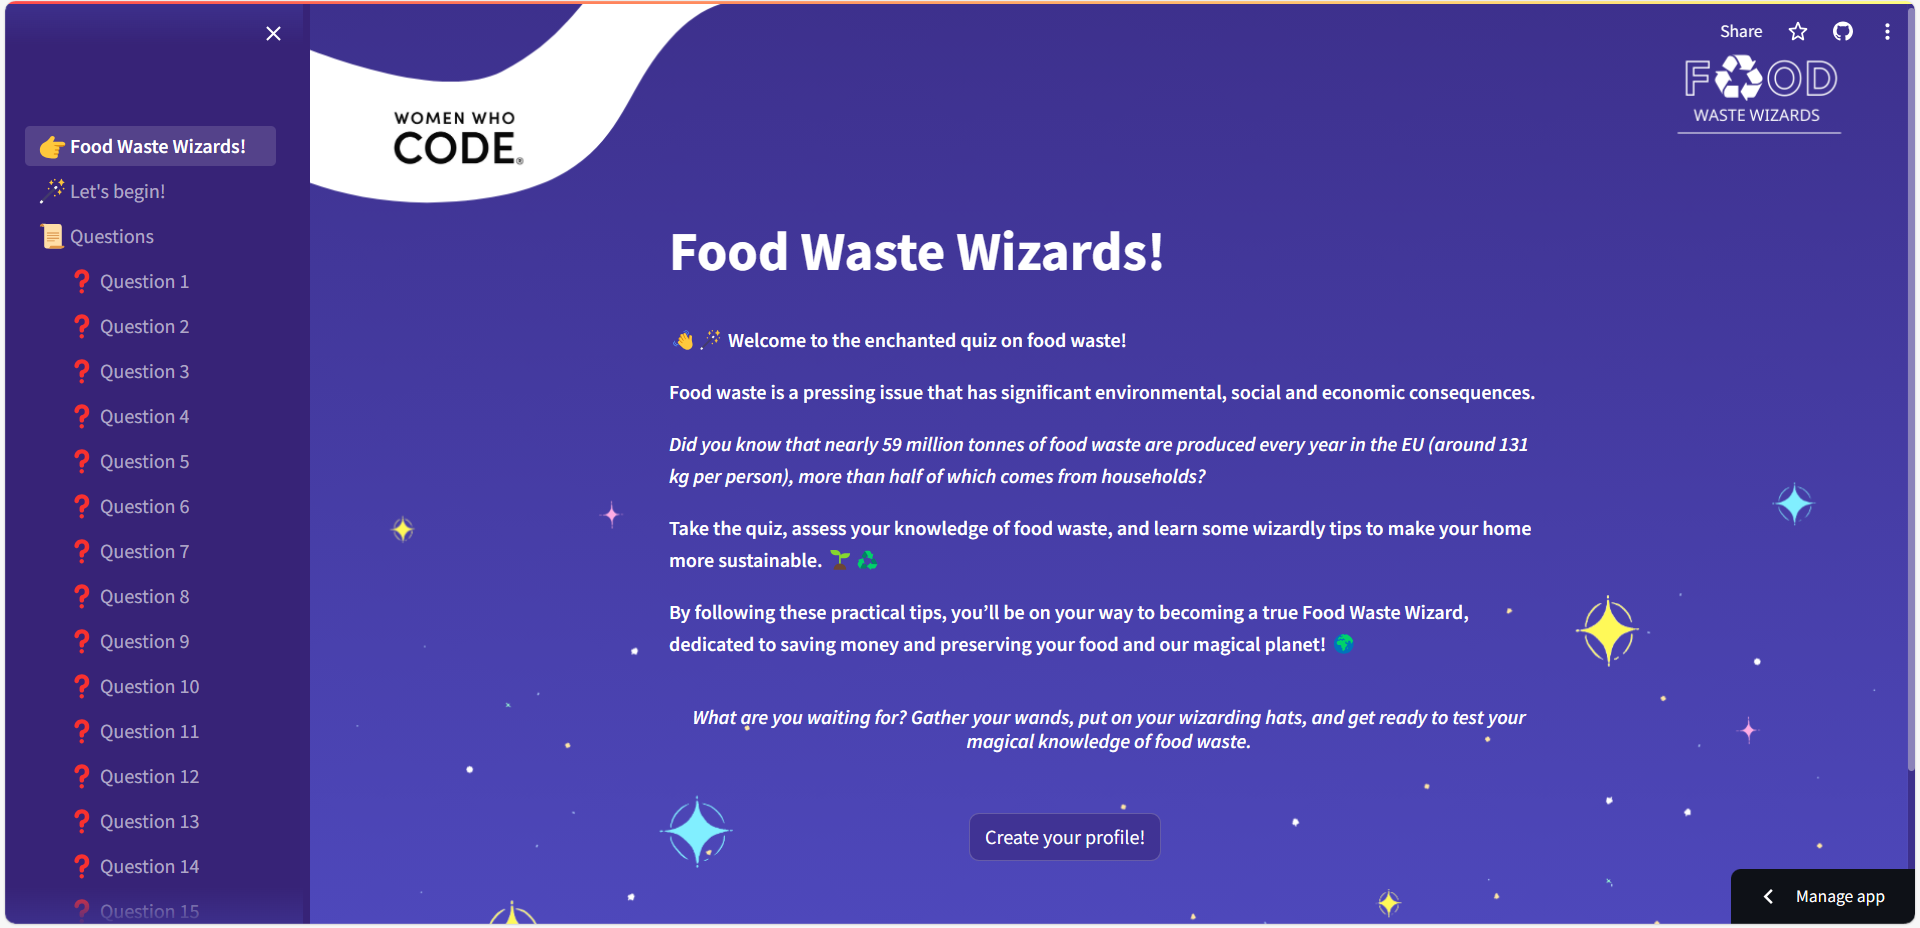 Food Waste Wizards!
Let's begin!
Questions
Question 1
Question 2
Question 3
Question 4
Question 5
Question 6
Question 7
Question 8
Question 9
Question 10
Question 11
Question 12
Question 13
Question 14
Question 15
WOMEN WHO
CODE®
Share
FOOD
WASTE WIZARDS
Food Waste Wizards!
Welcome to the enchanted quiz on food waste!
Food waste is a pressing issue that has significant environmental, social and economic consequences.
Did you know that nearly 59 million tonnes of food waste are produced every year in the EU (around 131
kg per person), more than half of which comes from households?
Take the quiz, assess your knowledge of food waste, and learn some wizardly tips to make your home
more sustainable.
By following these practical tips, you’ll be on your way to becoming a true Food Waste Wizard,
dedicated to saving money and preserving your food and our magical planet!
What are you waiting for? Gather your wands, put on your wizarding hats, and get ready to test your
magical knowledge of food waste.
Create your profile!
Manage app